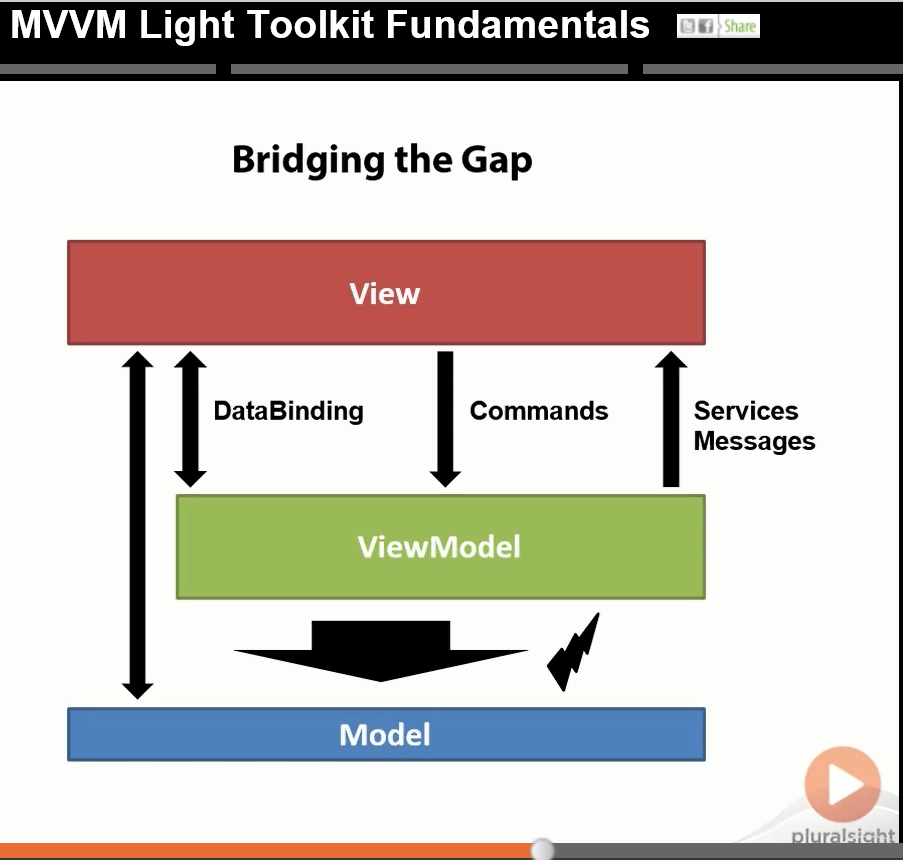 MVVM Light Toolkit Fundamentals
Share
Bridging the Gap
View
DataBinding
Commands
Services
Messages
ViewModel
Model
pluralsight